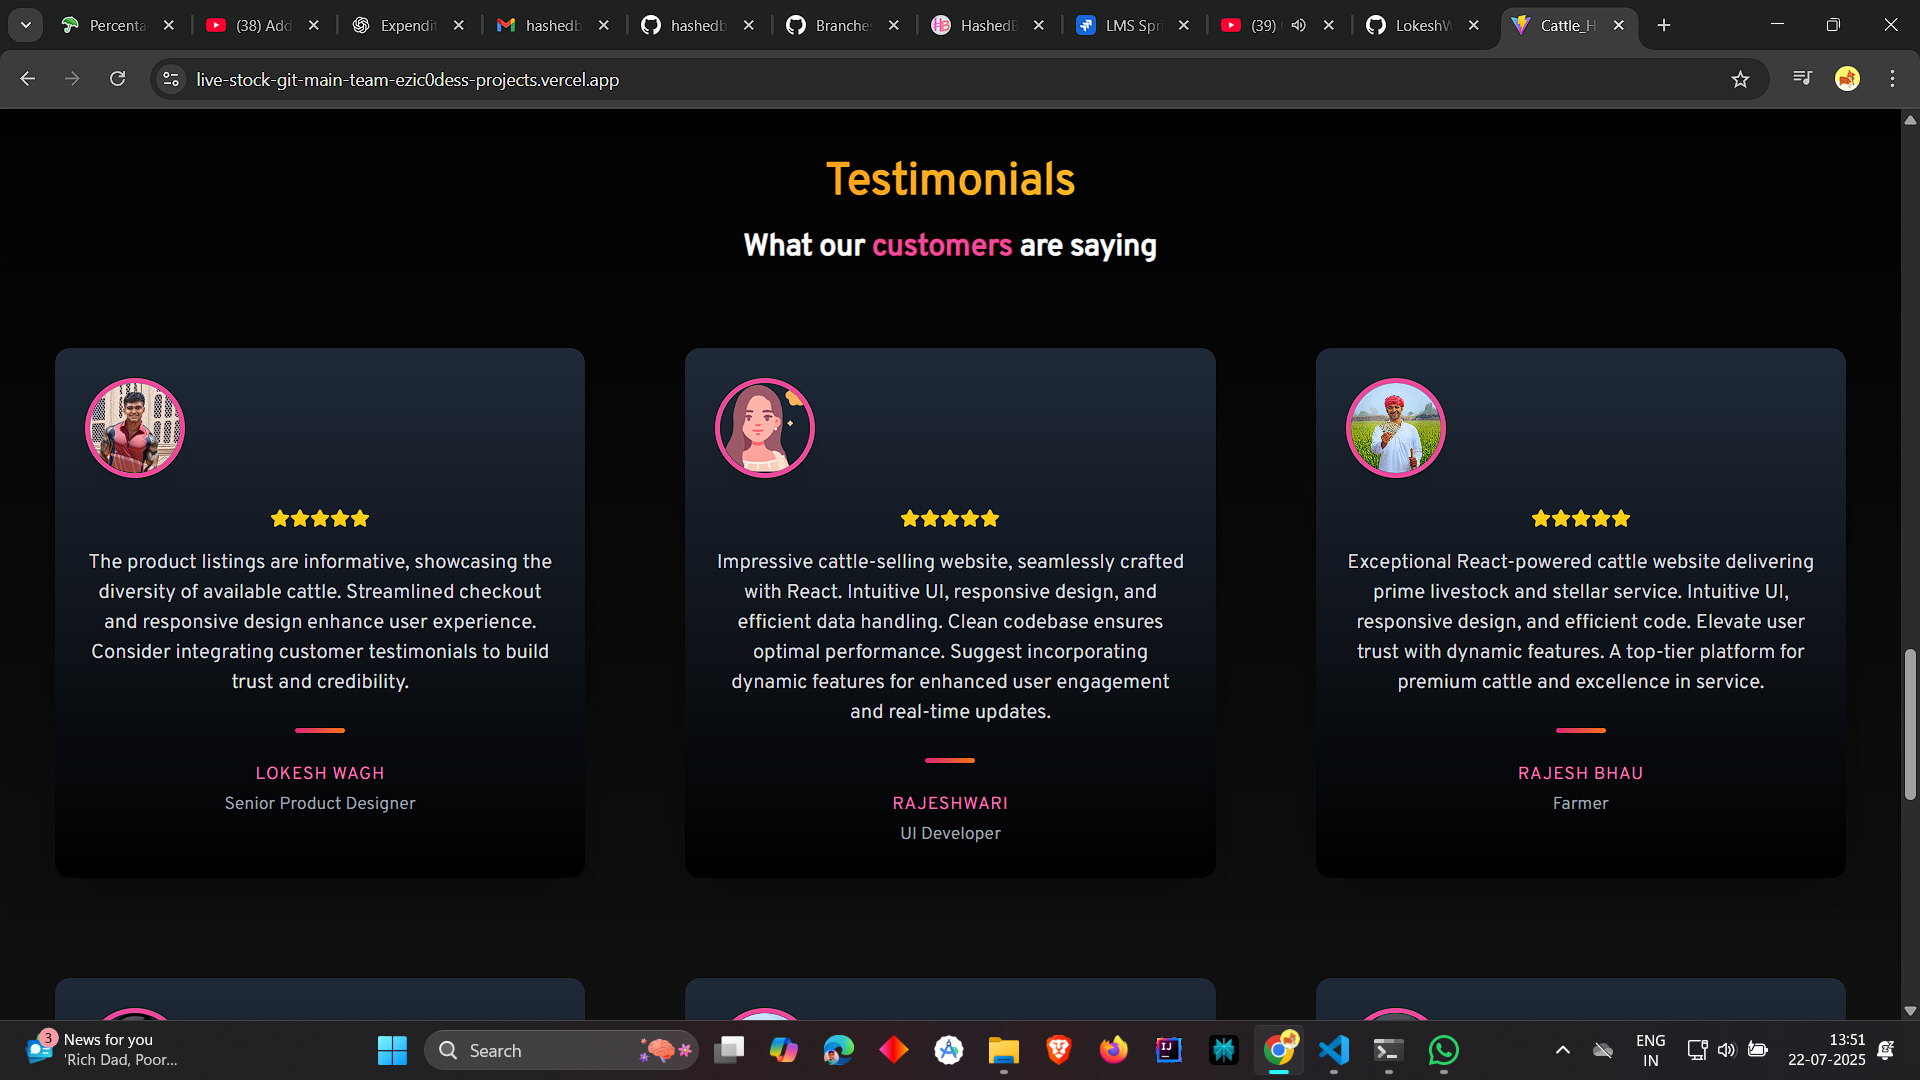 Percenta
(38) Add
Expendit
hashedb
hashedb
Branche
HashedB
LMS Spr
(39)
LokeshW
Cattle_H
live-stock-git-main-team-ezic0dess-projects.vercel.app
Testimonials
What our customers are saying
The product listings are informative, showcasing the
diversity of available cattle. Streamlined checkout
and responsive design enhance user experience.
Consider integrating customer testimonials to build
trust and credibility.
LOKESH WAGH
Senior Product Designer
Impressive cattle-selling website, seamlessly crafted
with React. Intuitive UI, responsive design, and
efficient data handling. Clean codebase ensures
optimal performance. Suggest incorporating
dynamic features for enhanced user engagement
and real-time updates.
RAJESHWARI
UI Developer
Exceptional React-powered cattle website delivering
prime livestock and stellar service. Intuitive UI,
responsive design, and efficient code. Elevate user
trust with dynamic features. A top-tier platform for
premium cattle and excellence in service.
RAJESH BHAU
Farmer
3
News for you
'Rich Dad, Poor...
Search
ENG
IN
13:51
22-07-2025